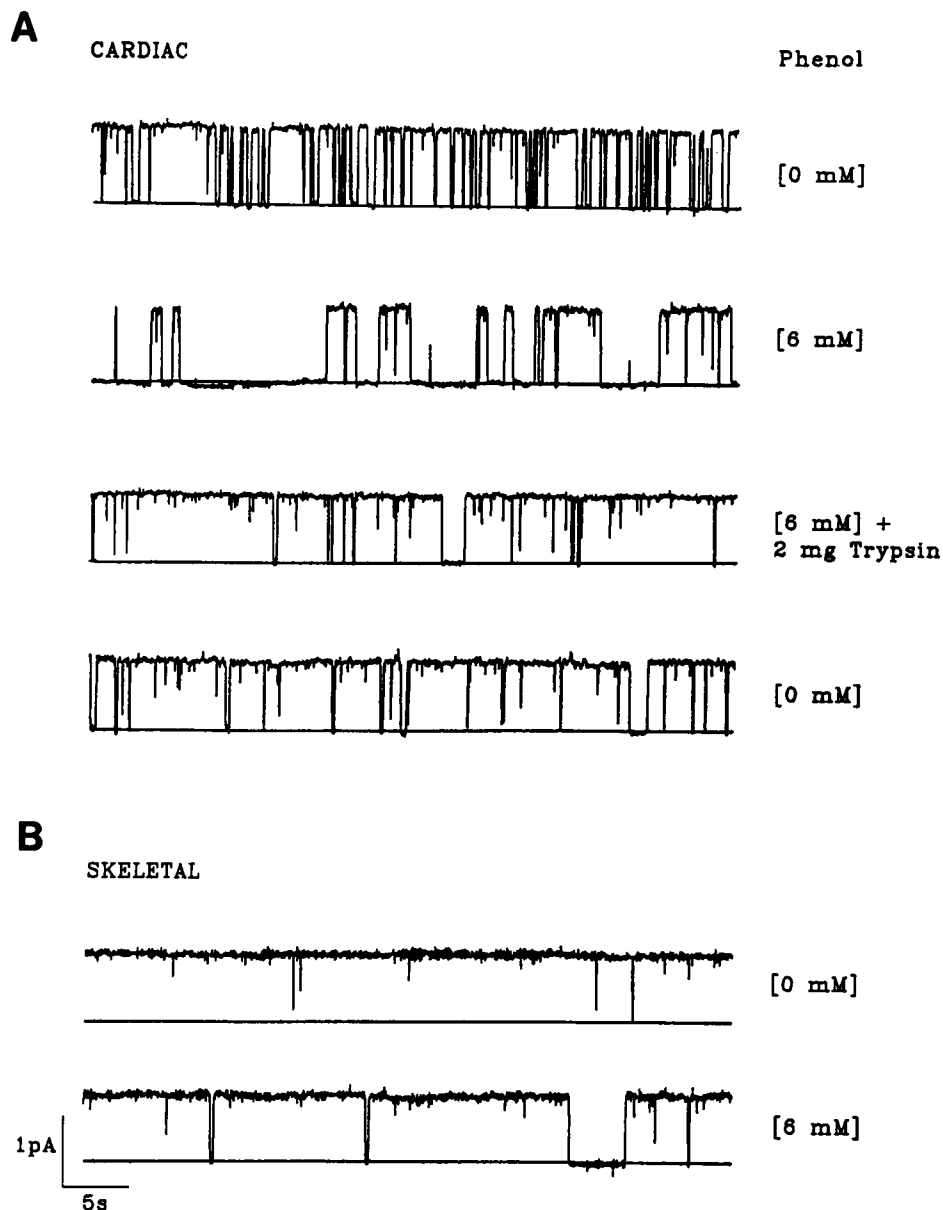 A
CARDIAC
Phenol
[0 mM]
[6 mM]
[6 mM] +
2 mg Trypsin
[0 mM]
B
SKELETAL
[0 mM]
[6 mM]
1pA
5s